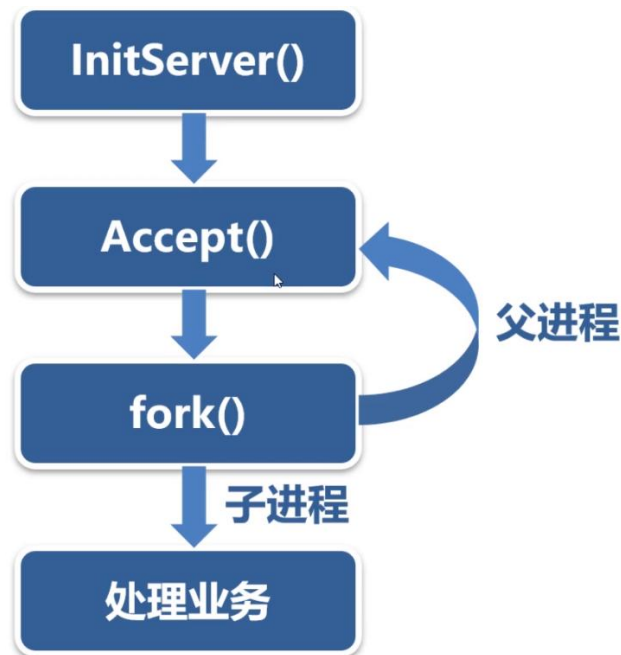 InitServer()
Accept()
父进程
fork()
子进程
处理业务